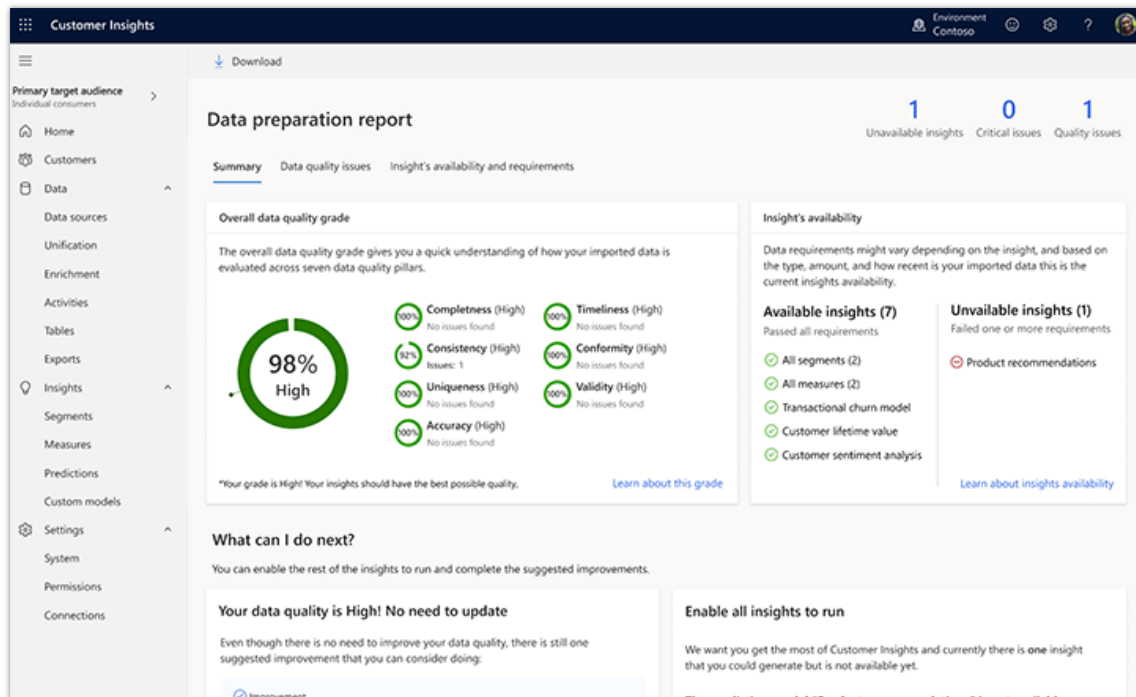 Customer Insights
Environment
Contoso
?
Download
Primary target audience
Individual consumers
Home
Customers
Data
Data sources
Unification
Enrichment
Activities
Tables
Exports
Insights
Segments
Measures
Predictions
Custom models
Settings
System
Permissions
Connections
Data preparation report
1
Unavailable insights
0
Critical issues
1
Quality issues
Summary
Data quality issues
Insight's availability and requirements
Overall data quality grade
The overall data quality grade gives you a quick understanding of how your imported data is
evaluated across seven data quality pillars.
98%
High
100%
Completness (High)
No issues found
92%
Consistency (High)
Issues: 1
100%
Uniqueness (High)
No issues found
100%
Accuracy (High)
No issues found
100%
Timeliness (High)
No issues found
100%
Conformity (High)
No issues found
100%
Validity (High)
No issues found
*Your grade is High! Your insights should have the best possible quality.
Learn about this grade
Insight's availability
Data requirements might vary depending on the insight, and based on
the type, amount, and how recent is your imported data this is the
current insights availability.
Available insights (7)
Passed all requirements
All segments (2)
All measures (2)
Transactional churn model
Customer lifetime value
Customer sentiment analysis
Unvailable insights (1)
Failed one or more requirements
Product recommendations
Learn about insights availability
What can I do next?
You can enable the rest of the insights to run and complete the suggested improvements.
Your data quality is High! No need to update
Even though there is no need to improve your data quality, there is still one
suggested improvement that you can consider doing:
Improvement
Enable all insights to run
We want you get the most of Customer Insights and currently there is one insight
that you could generate but is not available yet.